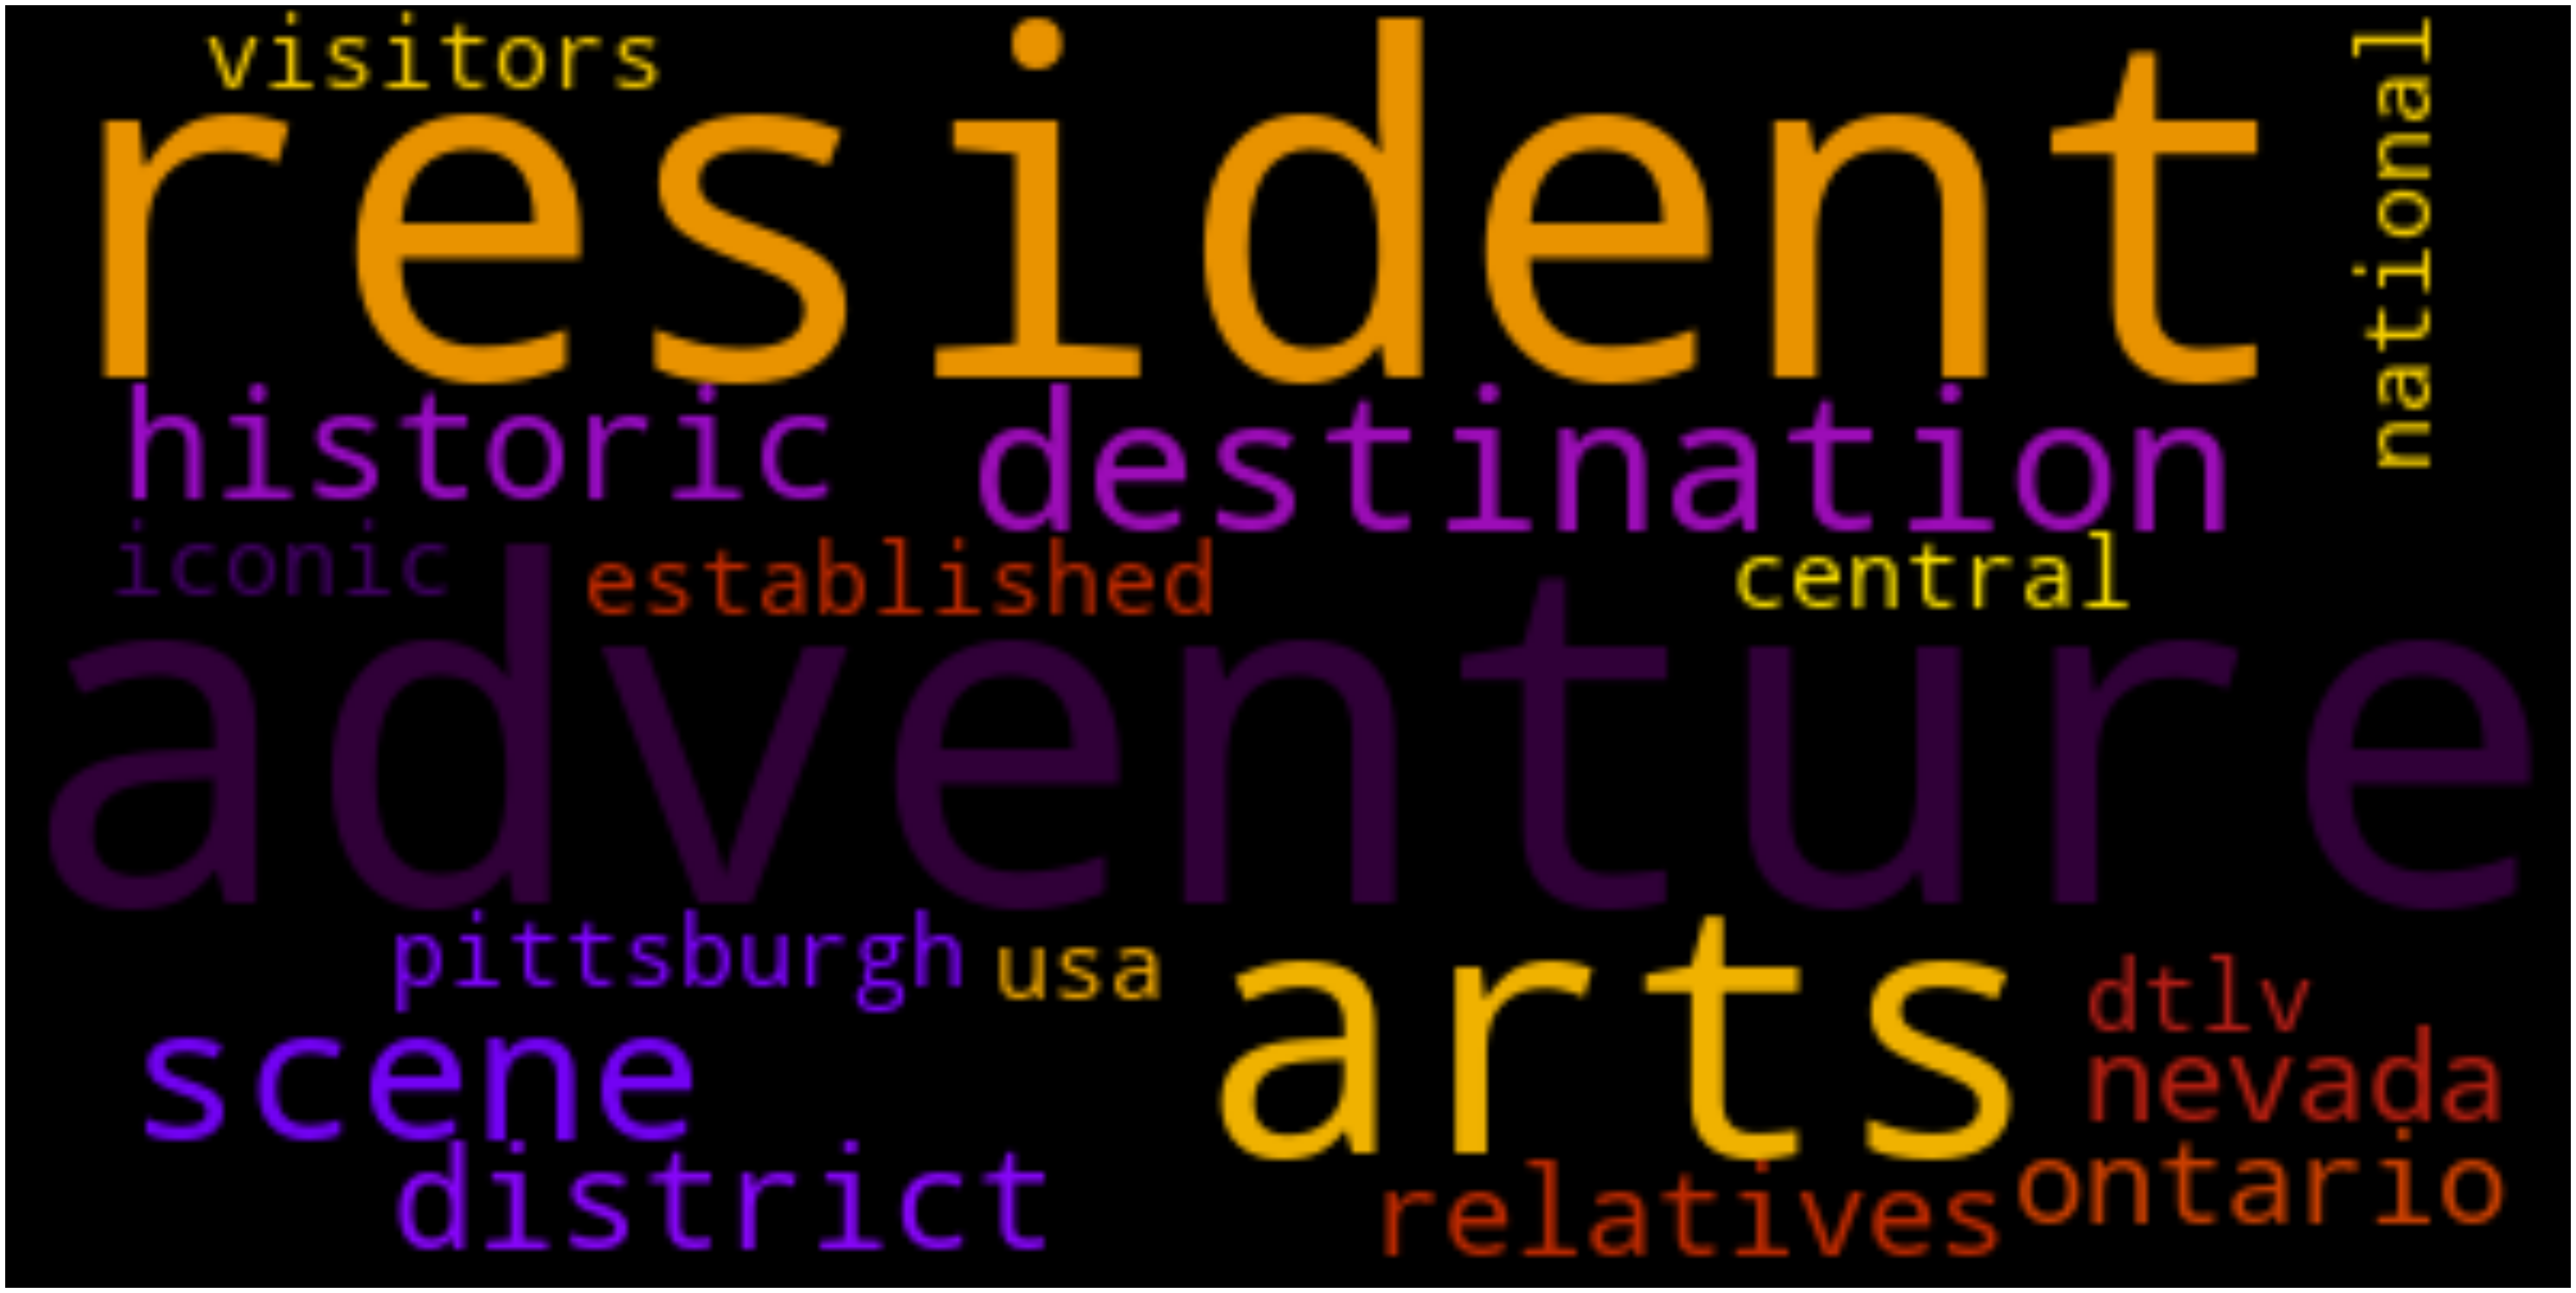 visitors
resident
national
historic destination
iconic established central
adventure
pittsburgh usa arts dtlv
scene nevada
district relatives ontario